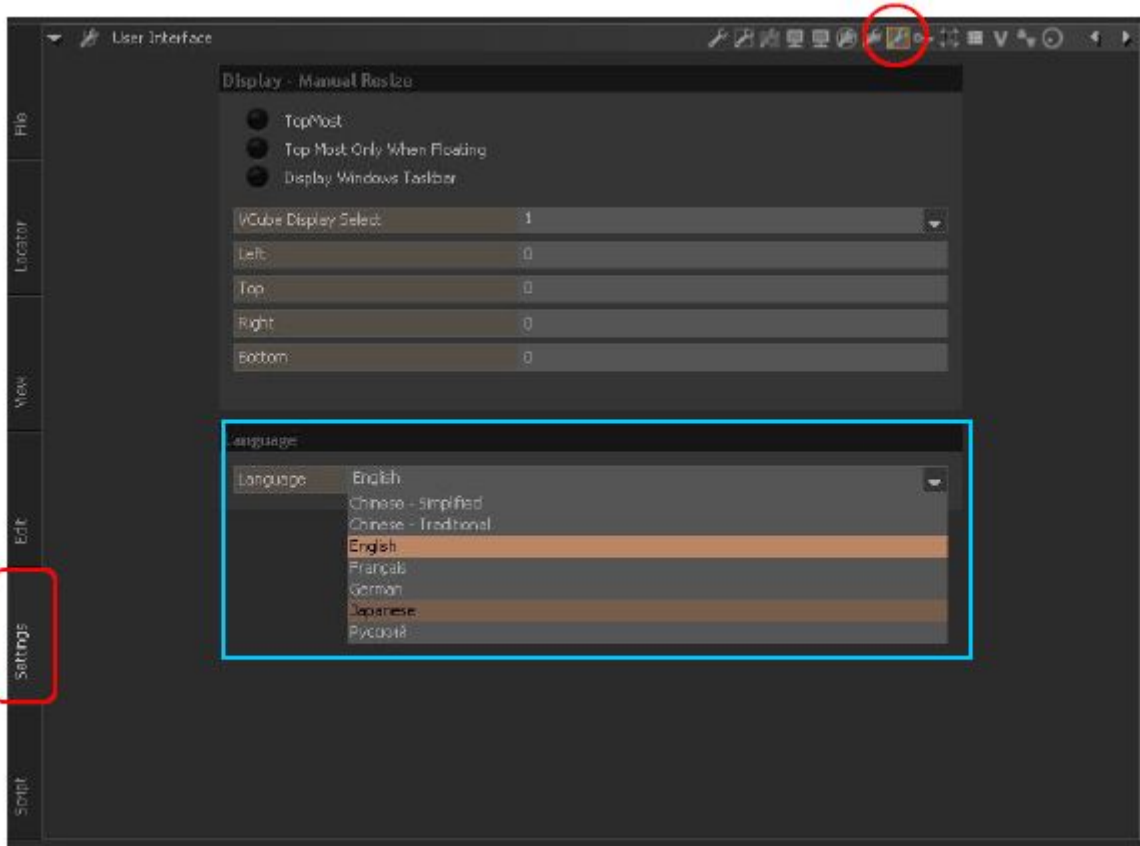 User Interface
Display - Manual Resize
TopMost
Top Most Only When Floating
Display Windows Taskbar
VCube Display Select 1
Left 0
Top 0
Right 0
Bottom 0
Language
Language English
Chinese - Simplified
Chinese - Traditional
English
Français
German
Japanese
Русский
File
Locator
View
Edit
Settings
Script